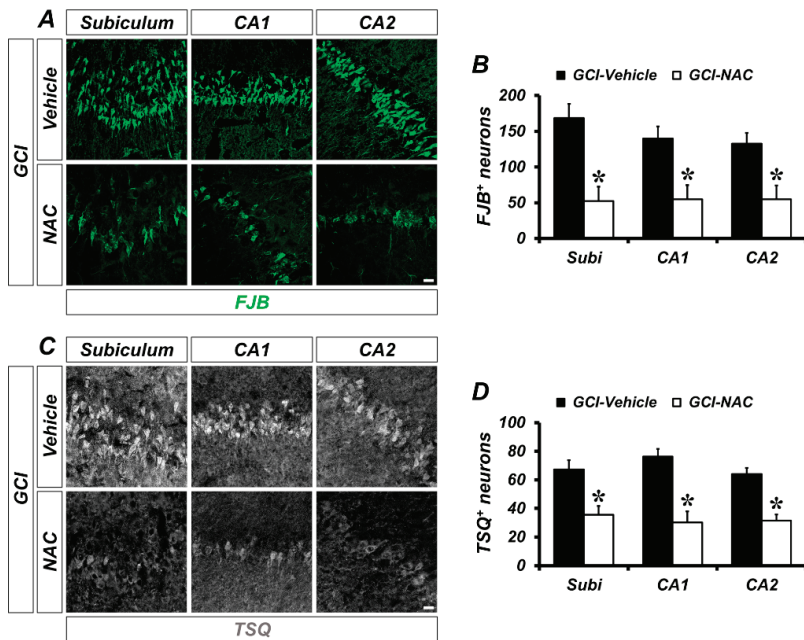 A
Subiculum
CA1
CA2
GCI
Vehicle
NAC
FJB
B
GCI-Vehicle GCI-NAC
200
150
100
50
0
FJB+ neurons
* * *
Subi CA1 CA2
C
Subiculum
CA1
CA2
GCI
Vehicle
NAC
TSQ
D
GCI-Vehicle GCI-NAC
100
80
60
40
20
0
TSQ+ neurons
* * *
Subi CA1 CA2